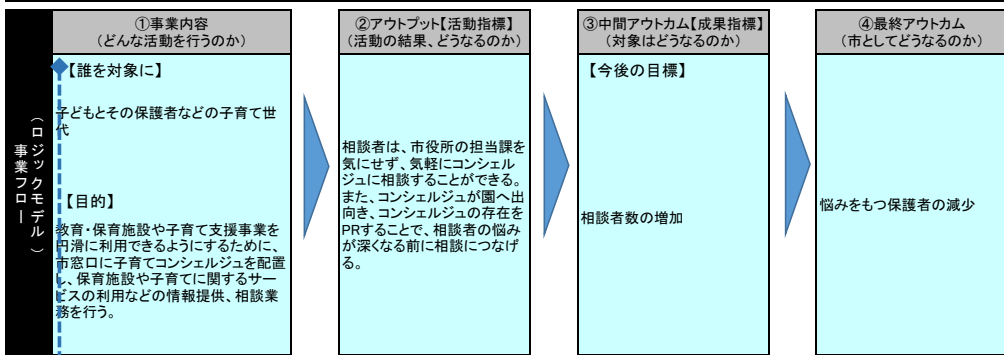 事業フロー
（ロジックモデル）
①事業内容
（どんな活動を行うのか）
【誰を対象に】
子どもとその保護者などの子育て世
代
【目的】
教育・保育施設や子育て支援事業を
円滑に利用できるようにするために、
市窓口に子育てコンシェルジュを配置
し、保育施設や子育てに関するサー
ビスの利用などの情報提供、相談業
務を行う。
②アウトプット【活動指標】
（活動の結果、どうなるのか）
相談者は、市役所の担当課を
気にせず、気軽にコンシェル
ジュに相談することができる。
また、コンシェルジュが園へ出
向き、コンシェルジュの存在を
PRすることで、相談者の悩み
が深くなる前に相談につなげ
る。
③中間アウトカム【成果指標】
（対象はどうなるのか）
【今後の目標】
相談者数の増加
④最終アウトカム
（市としてどうなるのか）
悩みをもつ保護者の減少